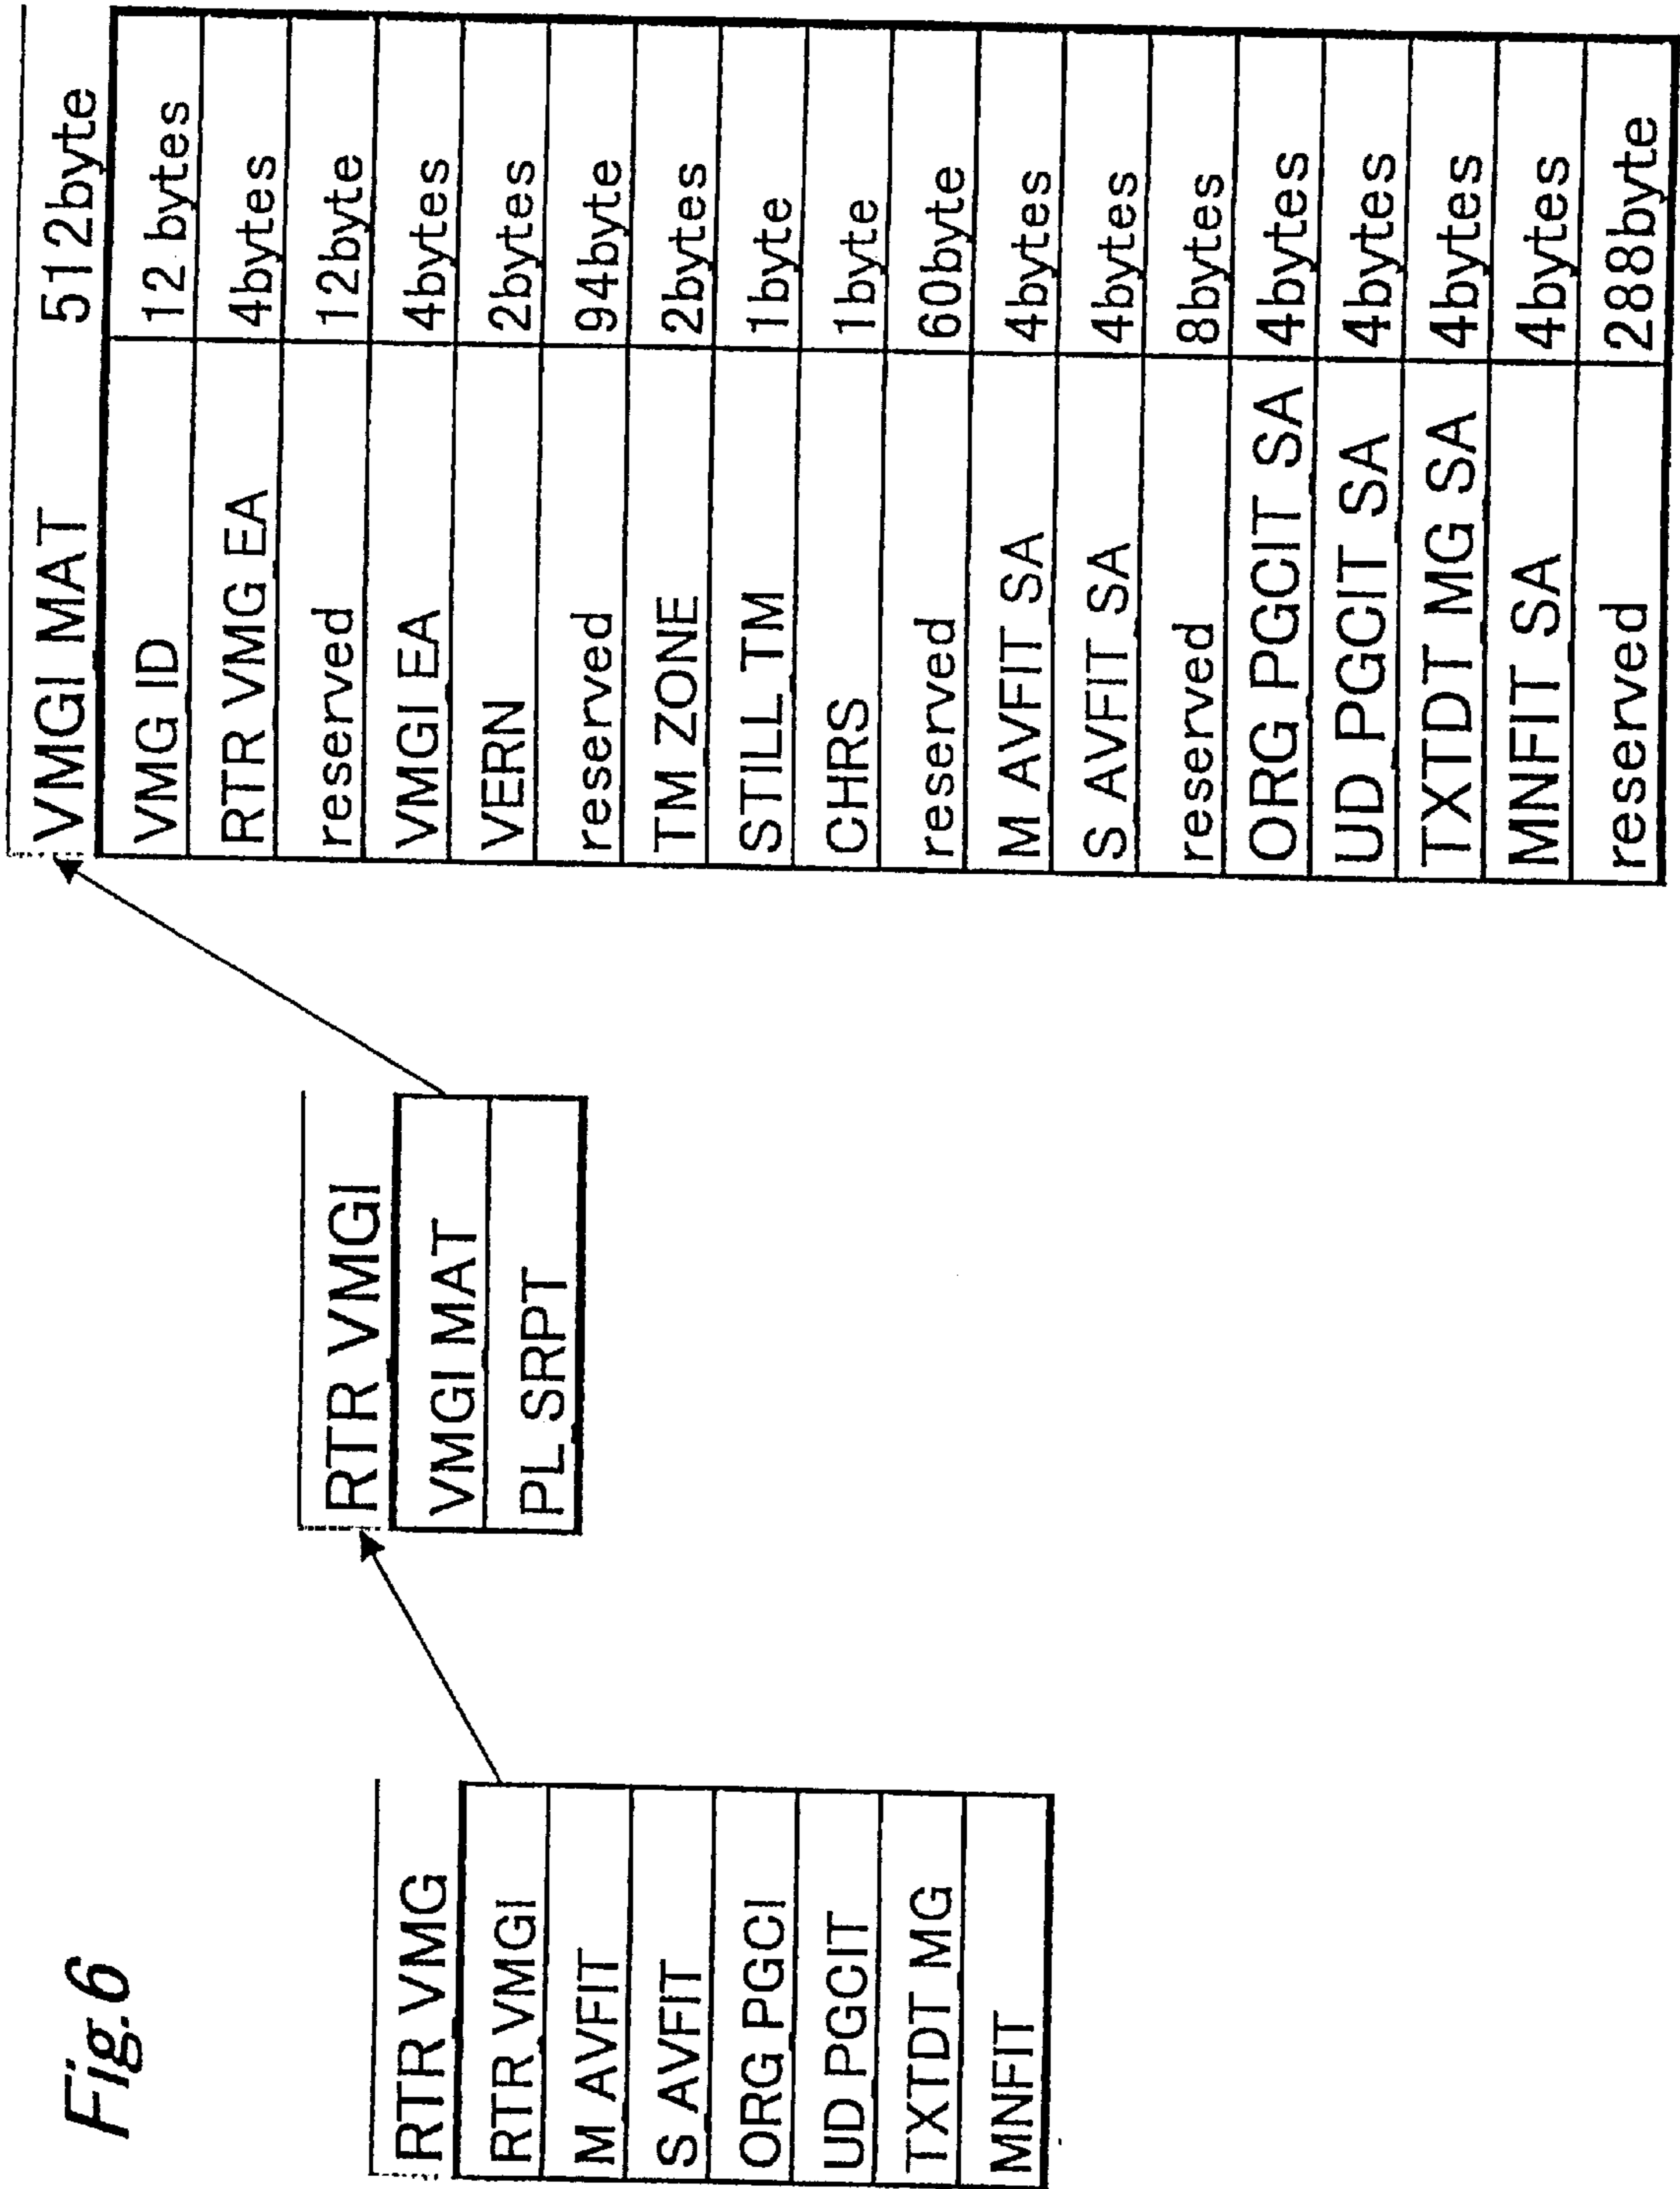 Fig.6
RTR VMG
RTR VMGI
M AVFIT
S AVFIT
ORG PGCI
UD PGCIT
TXTDT MG
MNFIT
RTR VMGI
VMGI MAT
PL SRPT
VMGI MAT 512byte
VMG ID 12 bytes
RTR VMG EA 4bytes
reserved 12byte
VMGI EA 4bytes
VERN 2bytes
reserved 94byte
TM ZONE 2bytes
STILL TM 1byte
CHRS 1byte
reserved 60byte
M AVFIT SA 4bytes
S AVFIT SA 4bytes
reserved 8bytes
ORG PGCIT SA 4bytes
UD PGCIT SA 4bytes
TXTDT MG SA 4bytes
MNFIT SA 4bytes
reserved 288byte